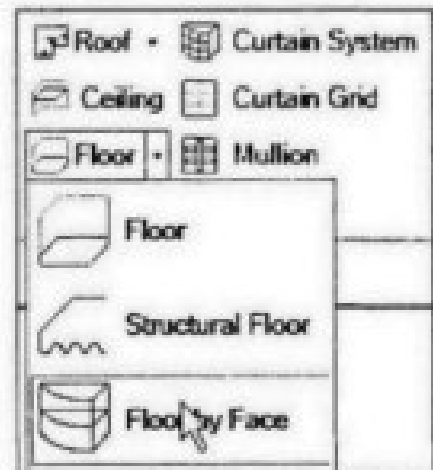 Roof Curtain System
Ceiling Curtain Grid
Floor Mullion
Floor
Structural Floor
Floor by Face